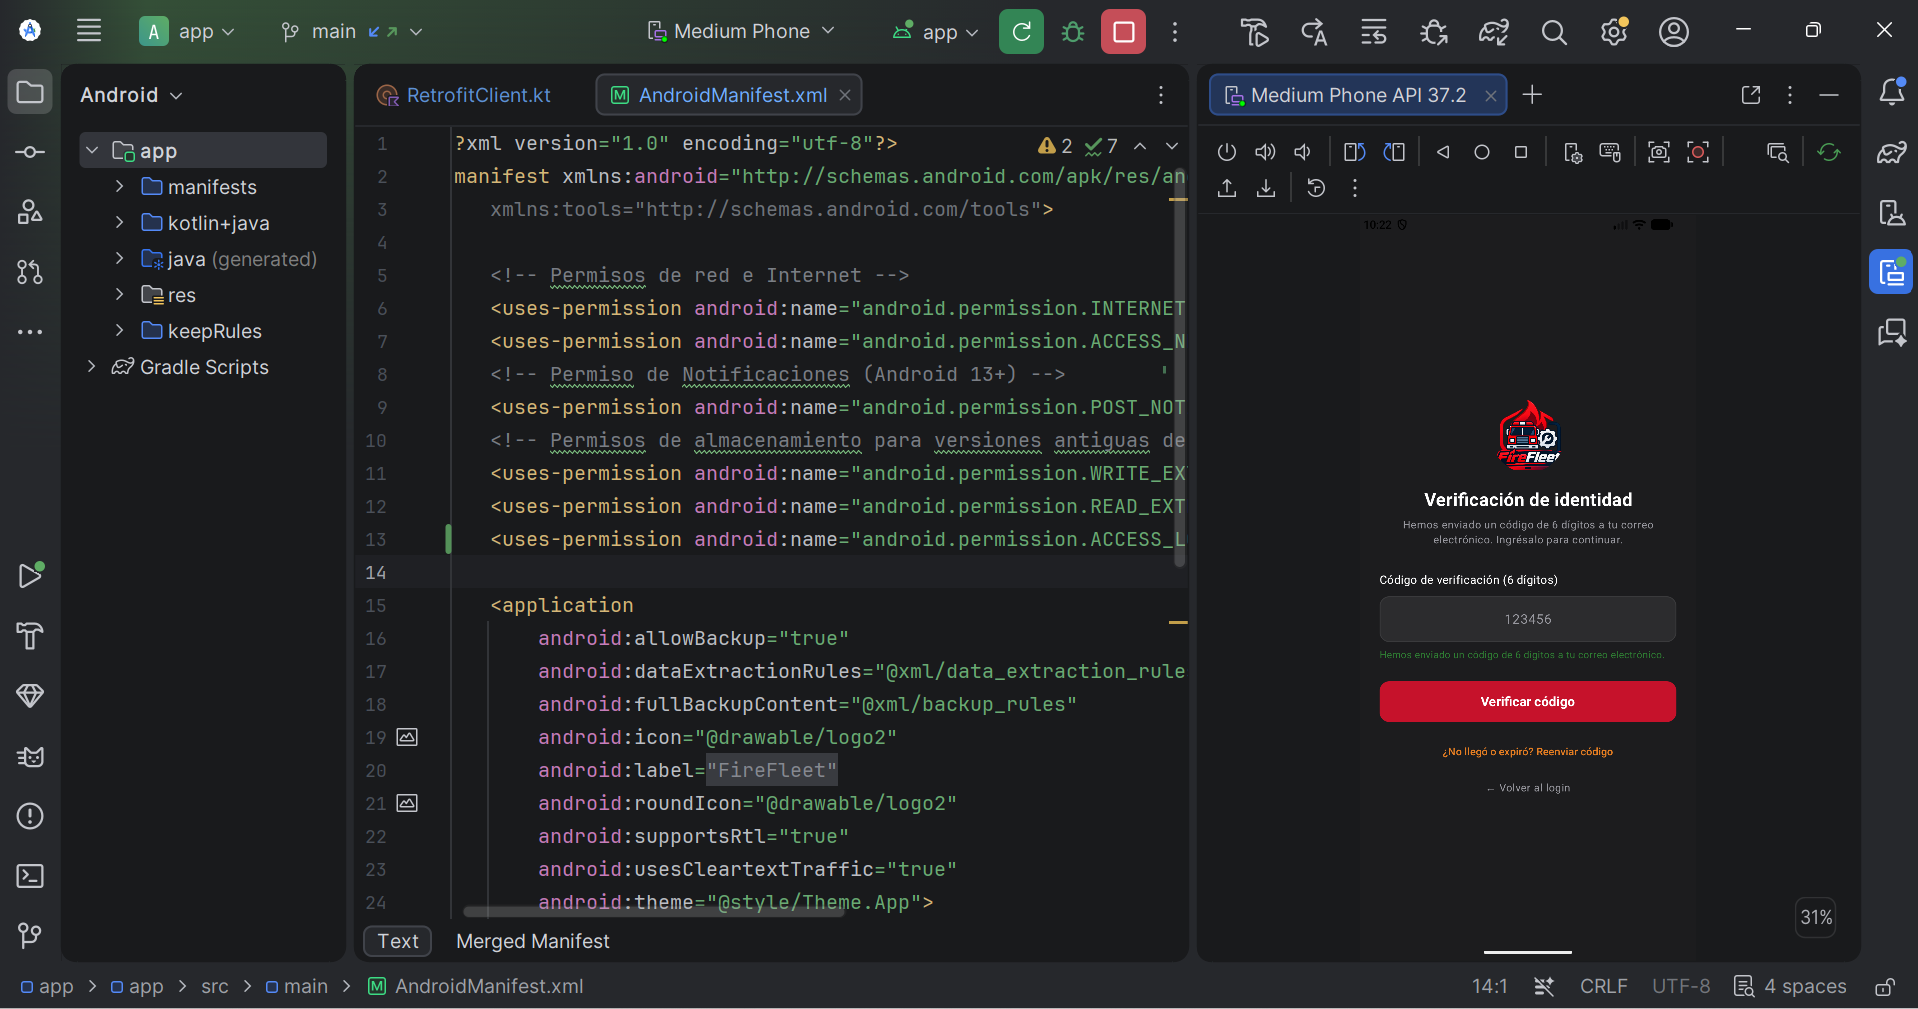 A app
main
Medium Phone
app
Android
app
manifests
kotlin+java
java (generated)
res
keepRules
Gradle Scripts
RetrofitClient.kt
AndroidManifest.xml
2 7
1 ?xml version="1.0" encoding="utf-8"?>
2 manifest xmlns:android="http://schemas.android.com/apk/res/an
3 xmlns:tools="http://schemas.android.com/tools">
4
5 <!-- Permisos de red e Internet -->
6 <uses-permission android:name="android.permission.INTERNET
7 <uses-permission android:name="android.permission.ACCESS_N
8 <!-- Permiso de Notificaciones (Android 13+) --> '
9 <uses-permission android:name="android.permission.POST_NOT
10 <!-- Permisos de almacenamiento para versiones antiguas de
11 <uses-permission android:name="android.permission.WRITE_EX
12 <uses-permission android:name="android.permission.READ_EXT
13 <uses-permission android:name="android.permission.ACCESS_L
14
15 <application
16 android:allowBackup="true"
17 android:dataExtractionRules="@xml/data_extraction_rule
18 android:fullBackupContent="@xml/backup_rules"
19 android:icon="@drawable/logo2"
20 android:label="FireFleet"
21 android:roundIcon="@drawable/logo2"
22 android:supportsRtl="true"
23 android:usesCleartextTraffic="true"
24 android:theme="@style/Theme.App">
Text Merged Manifest
Medium Phone API 37.2
10:22
FireFleet
Verificación de identidad
Hemos enviado un código de 6 dígitos a tu correo
electrónico. Ingrésalo para continuar.
Código de verificación (6 dígitos)
123456
Hemos enviado un código de 6 dígitos a tu correo electrónico.
Verificar código
¿No llegó o expiró? Reenviar código
← Volver al login
31%
app > app > src > main > M AndroidManifest.xml
14:1 CRLF UTF-8 4 spaces